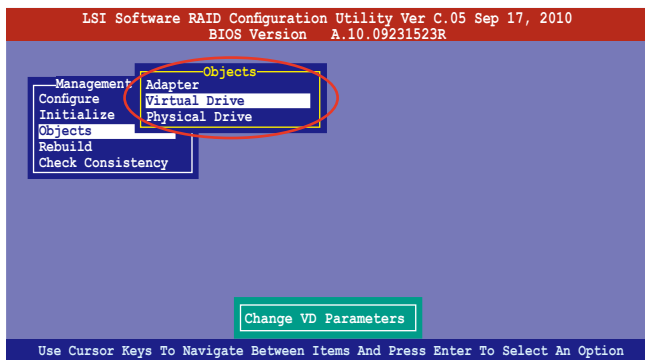 LSI Software RAID Configuration Utility Ver C.05 Sep 17, 2010
BIOS Version A.10.09231523R
Management
Configure
Initialize
Objects
Rebuild
Check Consistency
Objects
Adapter
Virtual Drive
Physical Drive
Change VD Parameters
Use Cursor Keys To Navigate Between Items And Press Enter To Select An Option